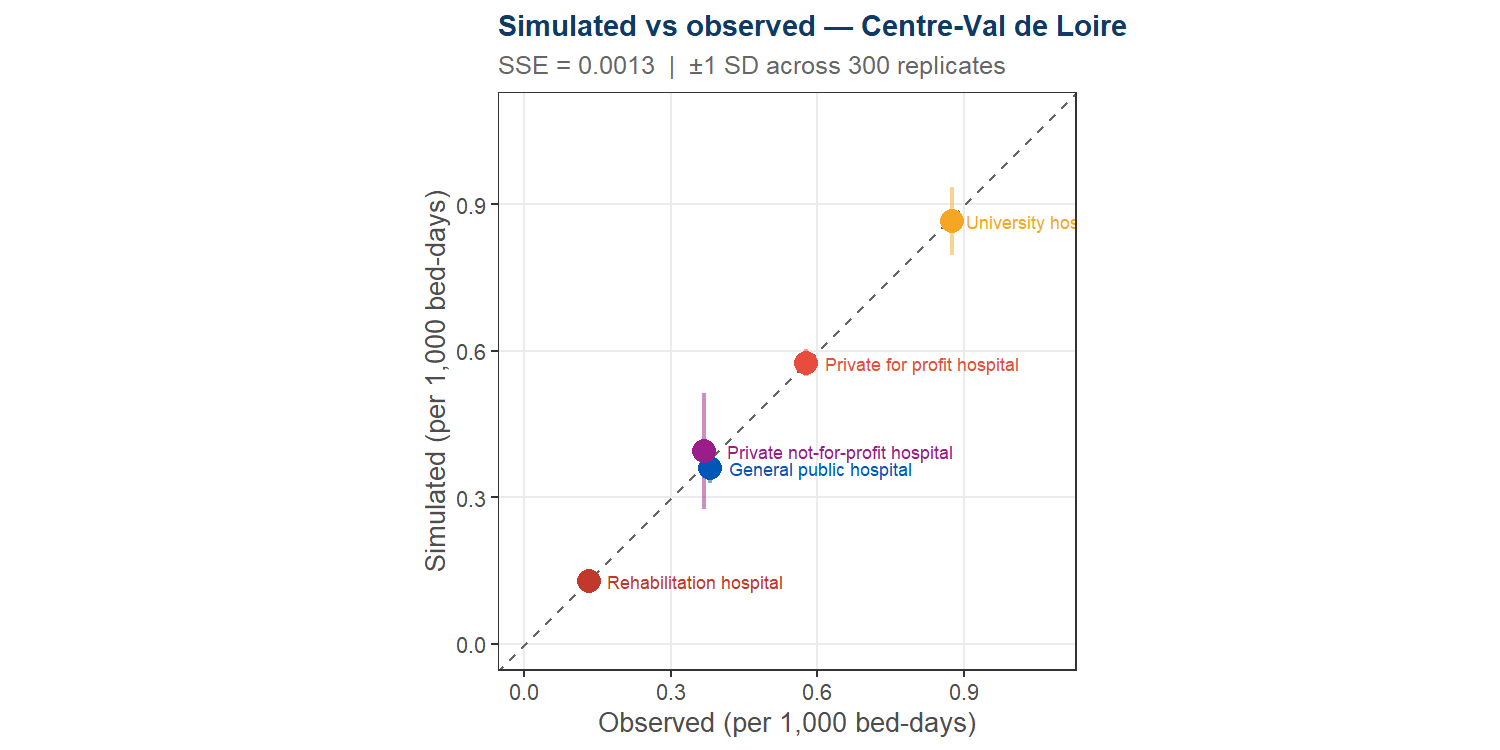 Simulated vs observed — Centre-Val de Loire
SSE = 0.0013 | ±1 SD across 300 replicates
Simulated (per 1,000 bed-days)
0.9
University hos
0.6
Private for profit hospital
Private not-for-profit hospital
General public hospital
0.3
Rehabilitation hospital
0.0
0.0 0.3 0.6 0.9
Observed (per 1,000 bed-days)